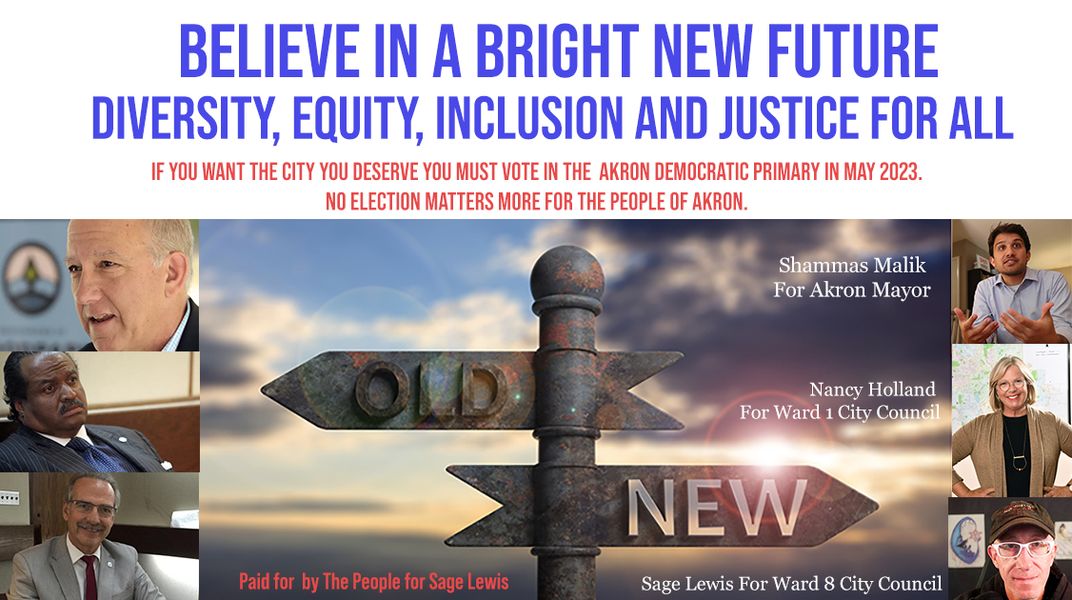 BELIEVE IN A BRIGHT NEW FUTURE
DIVERSITY, EQUITY, INCLUSION AND JUSTICE FOR ALL
IF YOU WANT THE CITY YOU DESERVE YOU MUST VOTE IN THE AKRON DEMOCRATIC PRIMARY IN MAY 2023.
NO ELECTION MATTERS MORE FOR THE PEOPLE OF AKRON.
Shammas Malik
For Akron Mayor
OLD
Nancy Holland
For Ward 1 City Council
NEW
Paid for by The People for Sage Lewis
Sage Lewis For Ward 8 City Council